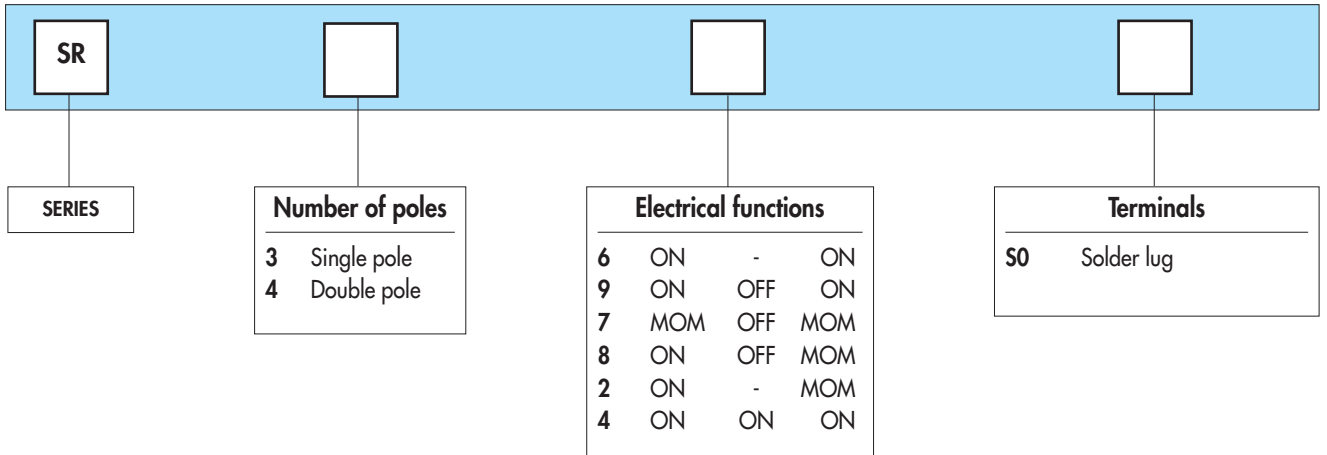 SR
SERIES
Number of poles
3 Single pole
4 Double pole
Electrical functions
6 ON - ON
9 ON OFF ON
7 MOM OFF MOM
8 ON OFF MOM
2 ON - MOM
4 ON ON ON
Terminals
S0 Solder lug